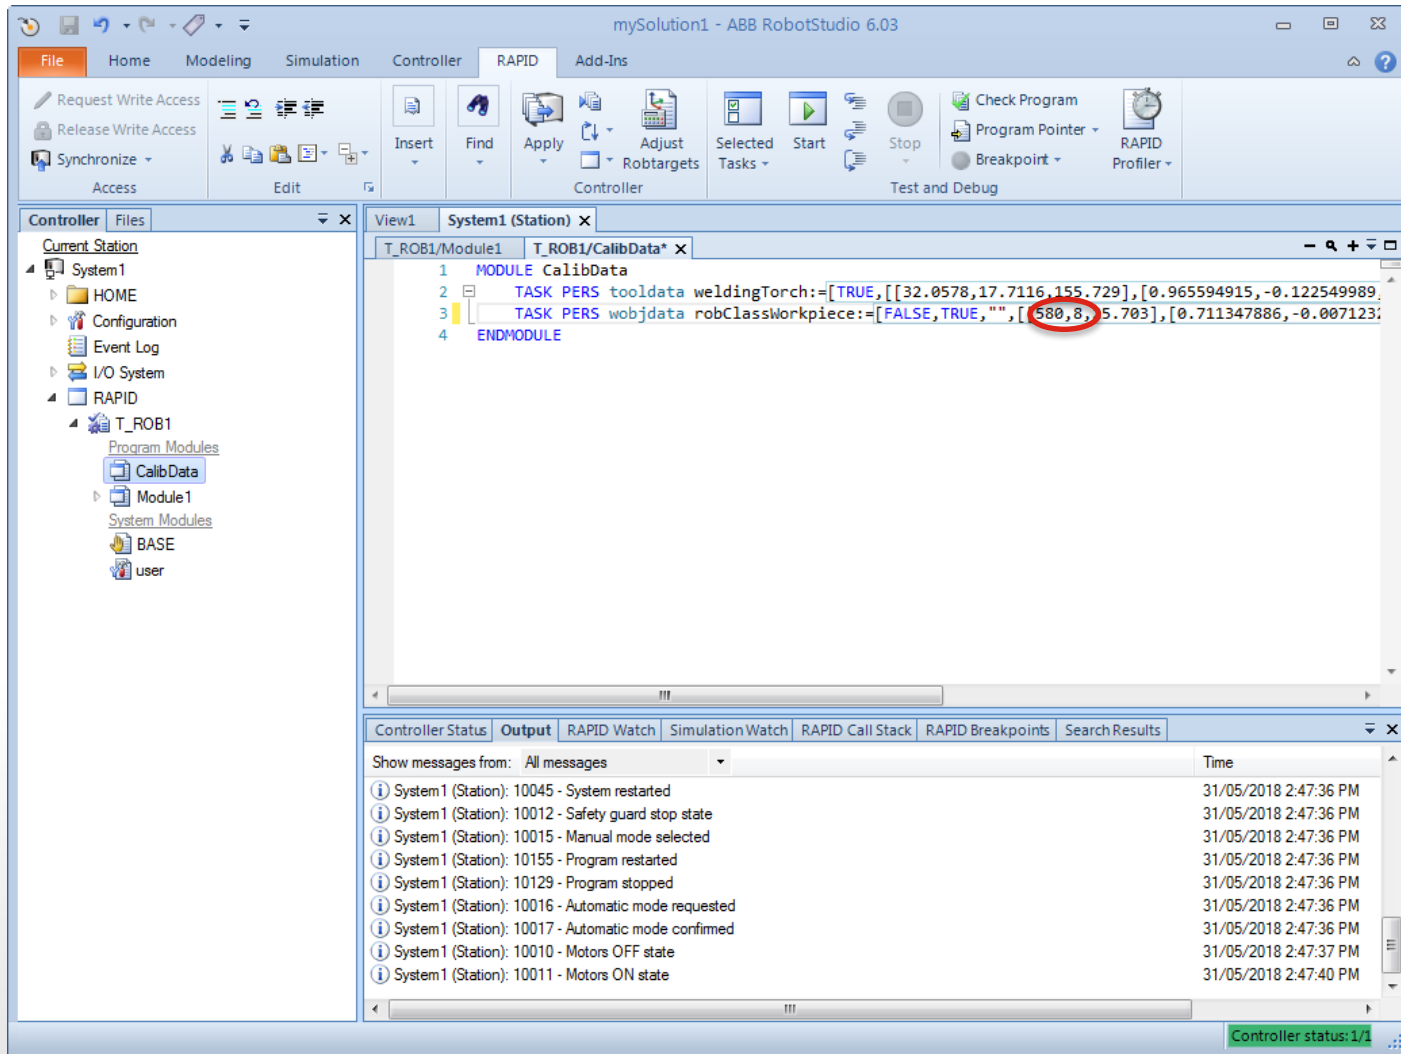 mySolution1 - ABB RobotStudio 6.03
File Home Modeling Simulation Controller RAPID Add-Ins
Request Write Access
Release Write Access
Synchronize
Access
Edit
Insert
Find
Apply
Adjust
Robtargets
Controller
Selected
Tasks
Start
Stop
Check Program
Program Pointer
Breakpoint
Test and Debug
RAPID
Profiler
Controller Files
Current Station
System1
HOME
Configuration
Event Log
I/O System
RAPID
T_ROB1
Program Modules
CalibData
Module1
System Modules
BASE
user
View1 System1 (Station)
T_ROB1/Module1 T_ROB1/CalibData*
1 MODULE CalibData
2 TASK PERS tooldata weldingTorch:=[TRUE,[[32.0578,17.7116,155.729],[0.965594915,-0.122549989,
3 TASK PERS wobjdata robClassWorkpiece:=[FALSE,TRUE,"",[[580,8, 5.703],[0.711347886,-0.0071232
4 ENDMODULE
Controller Status Output RAPID Watch Simulation Watch RAPID Call Stack RAPID Breakpoints Search Results
Show messages from: All messages Time
System1 (Station): 10045 - System restarted 31/05/2018 2:47:36 PM
System1 (Station): 10012 - Safety guard stop state 31/05/2018 2:47:36 PM
System1 (Station): 10015 - Manual mode selected 31/05/2018 2:47:36 PM
System1 (Station): 10155 - Program restarted 31/05/2018 2:47:36 PM
System1 (Station): 10129 - Program stopped 31/05/2018 2:47:36 PM
System1 (Station): 10016 - Automatic mode requested 31/05/2018 2:47:36 PM
System1 (Station): 10017 - Automatic mode confirmed 31/05/2018 2:47:36 PM
System1 (Station): 10010 - Motors OFF state 31/05/2018 2:47:37 PM
System1 (Station): 10011 - Motors ON state 31/05/2018 2:47:40 PM
Controller status: 1/1